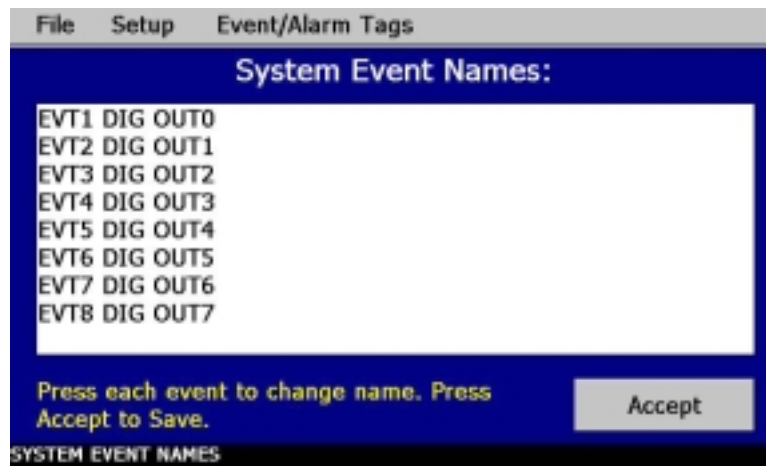 File Setup Event/Alarm Tags
System Event Names:
EVT1 DIG OUT0
EVT2 DIG OUT1
EVT3 DIG OUT2
EVT4 DIG OUT3
EVT5 DIG OUT4
EVT6 DIG OUT5
EVT7 DIG OUT6
EVT8 DIG OUT7
Press each event to change name. Press
Accept to Save.
Accept
SYSTEM EVENT NAMES